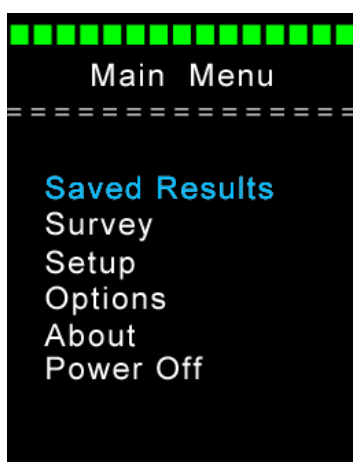 Main Menu
===============
Saved Results
Survey
Setup
Options
About
Power Off